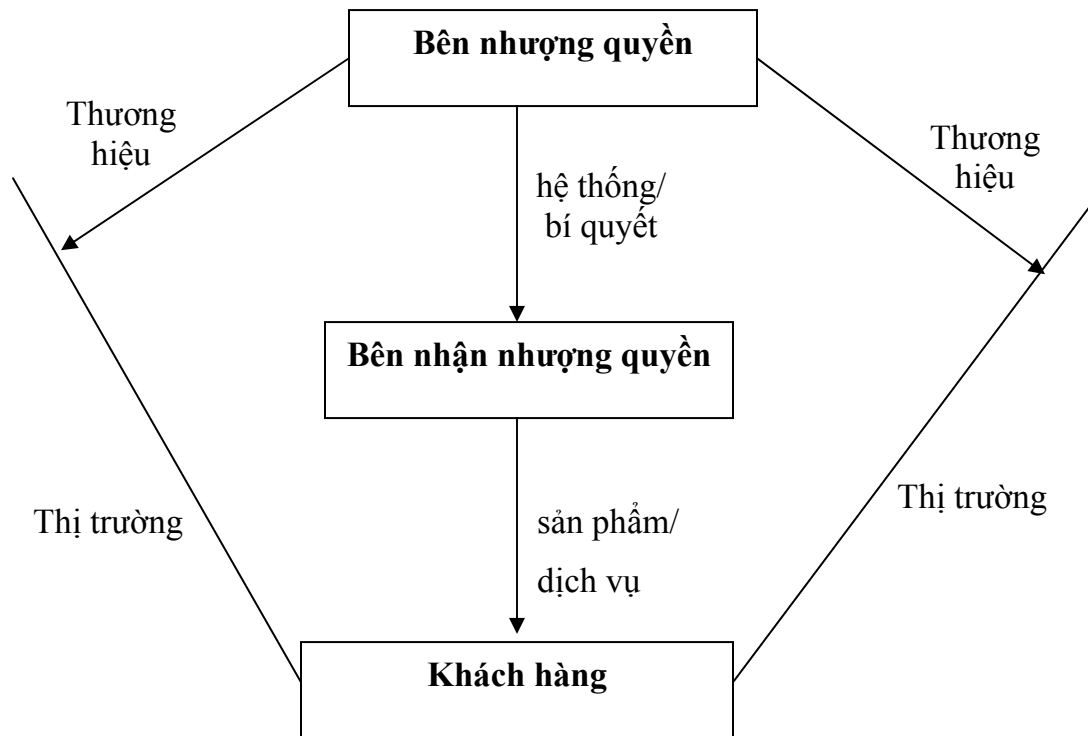 Bên nhượng quyền
Thương
hiệu
Thương
hiệu
hệ thống/
bí quyết
Bên nhận nhượng quyền
Thị trường
Thị trường
sản phẩm/
dịch vụ
Khách hàng